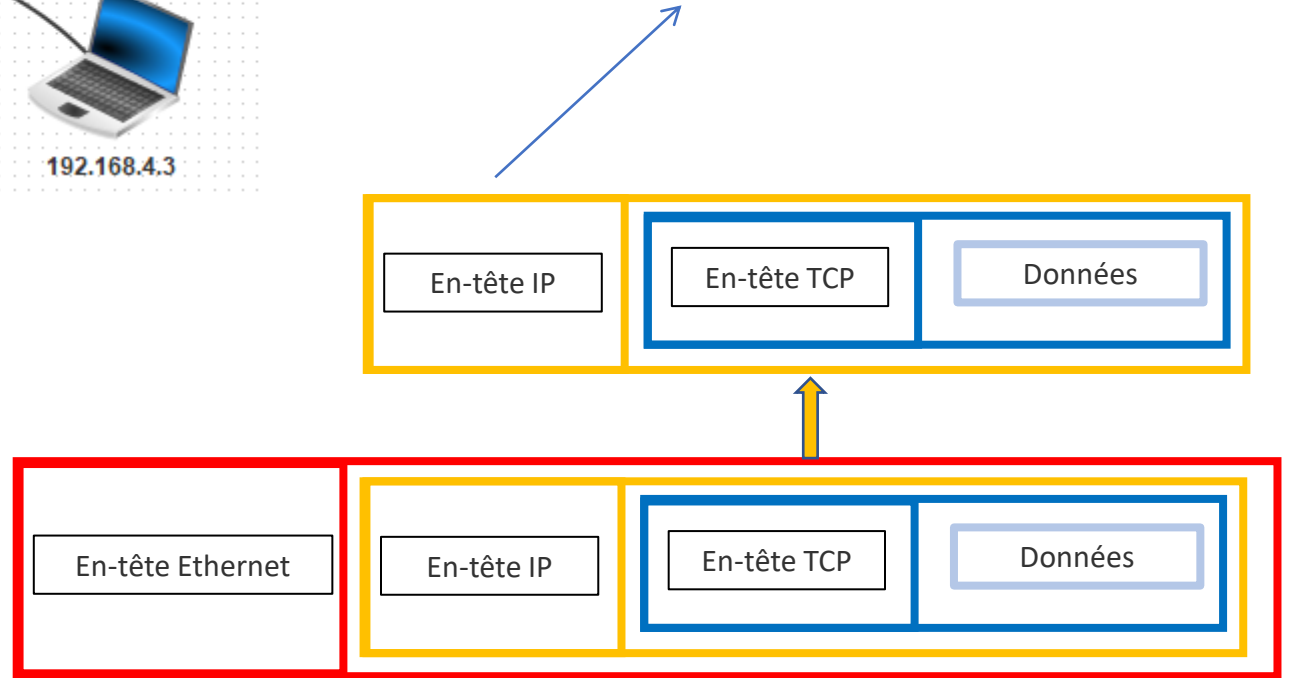 192.168.4.3
En-tête IP
En-tête TCP
Données
En-tête Ethernet
En-tête IP
En-tête TCP
Données